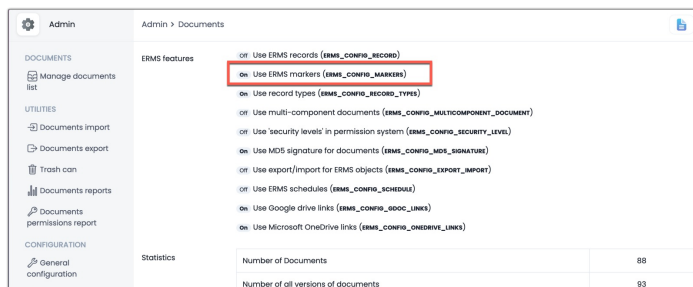 Admin
Admin > Documents
DOCUMENTS
Manage documents
list
UTILITIES
Documents import
Documents export
Trash can
Documents reports
Documents
permissions report
CONFIGURATION
General
configuration
ERMS features
Off Use ERMS records (ERMS_CONFIG_RECORD)
On Use ERMS markers (ERMS_CONFIG_MARKERS)
On Use record types (ERMS_CONFIG_RECORD_TYPES)
Off Use multi-component documents (ERMS_CONFIG_MULTICOMPONENT_DOCUMENT)
Off Use 'security levels' in permission system (ERMS_CONFIG_SECURITY_LEVEL)
On Use MD5 signature for documents (ERMS_CONFIG_MD5_SIGNATURE)
Off Use export/import for ERMS objects (ERMS_CONFIG_EXPORT_IMPORT)
Off Use ERMS schedules (ERMS_CONFIG_SCHEDULE)
On Use Google drive links (ERMS_CONFIG_GDOC_LINKS)
On Use Microsoft OneDrive links (ERMS_CONFIG_ONEDRIVE_LINKS)
Statistics
Number of Documents 88
Number of all versions of documents 93